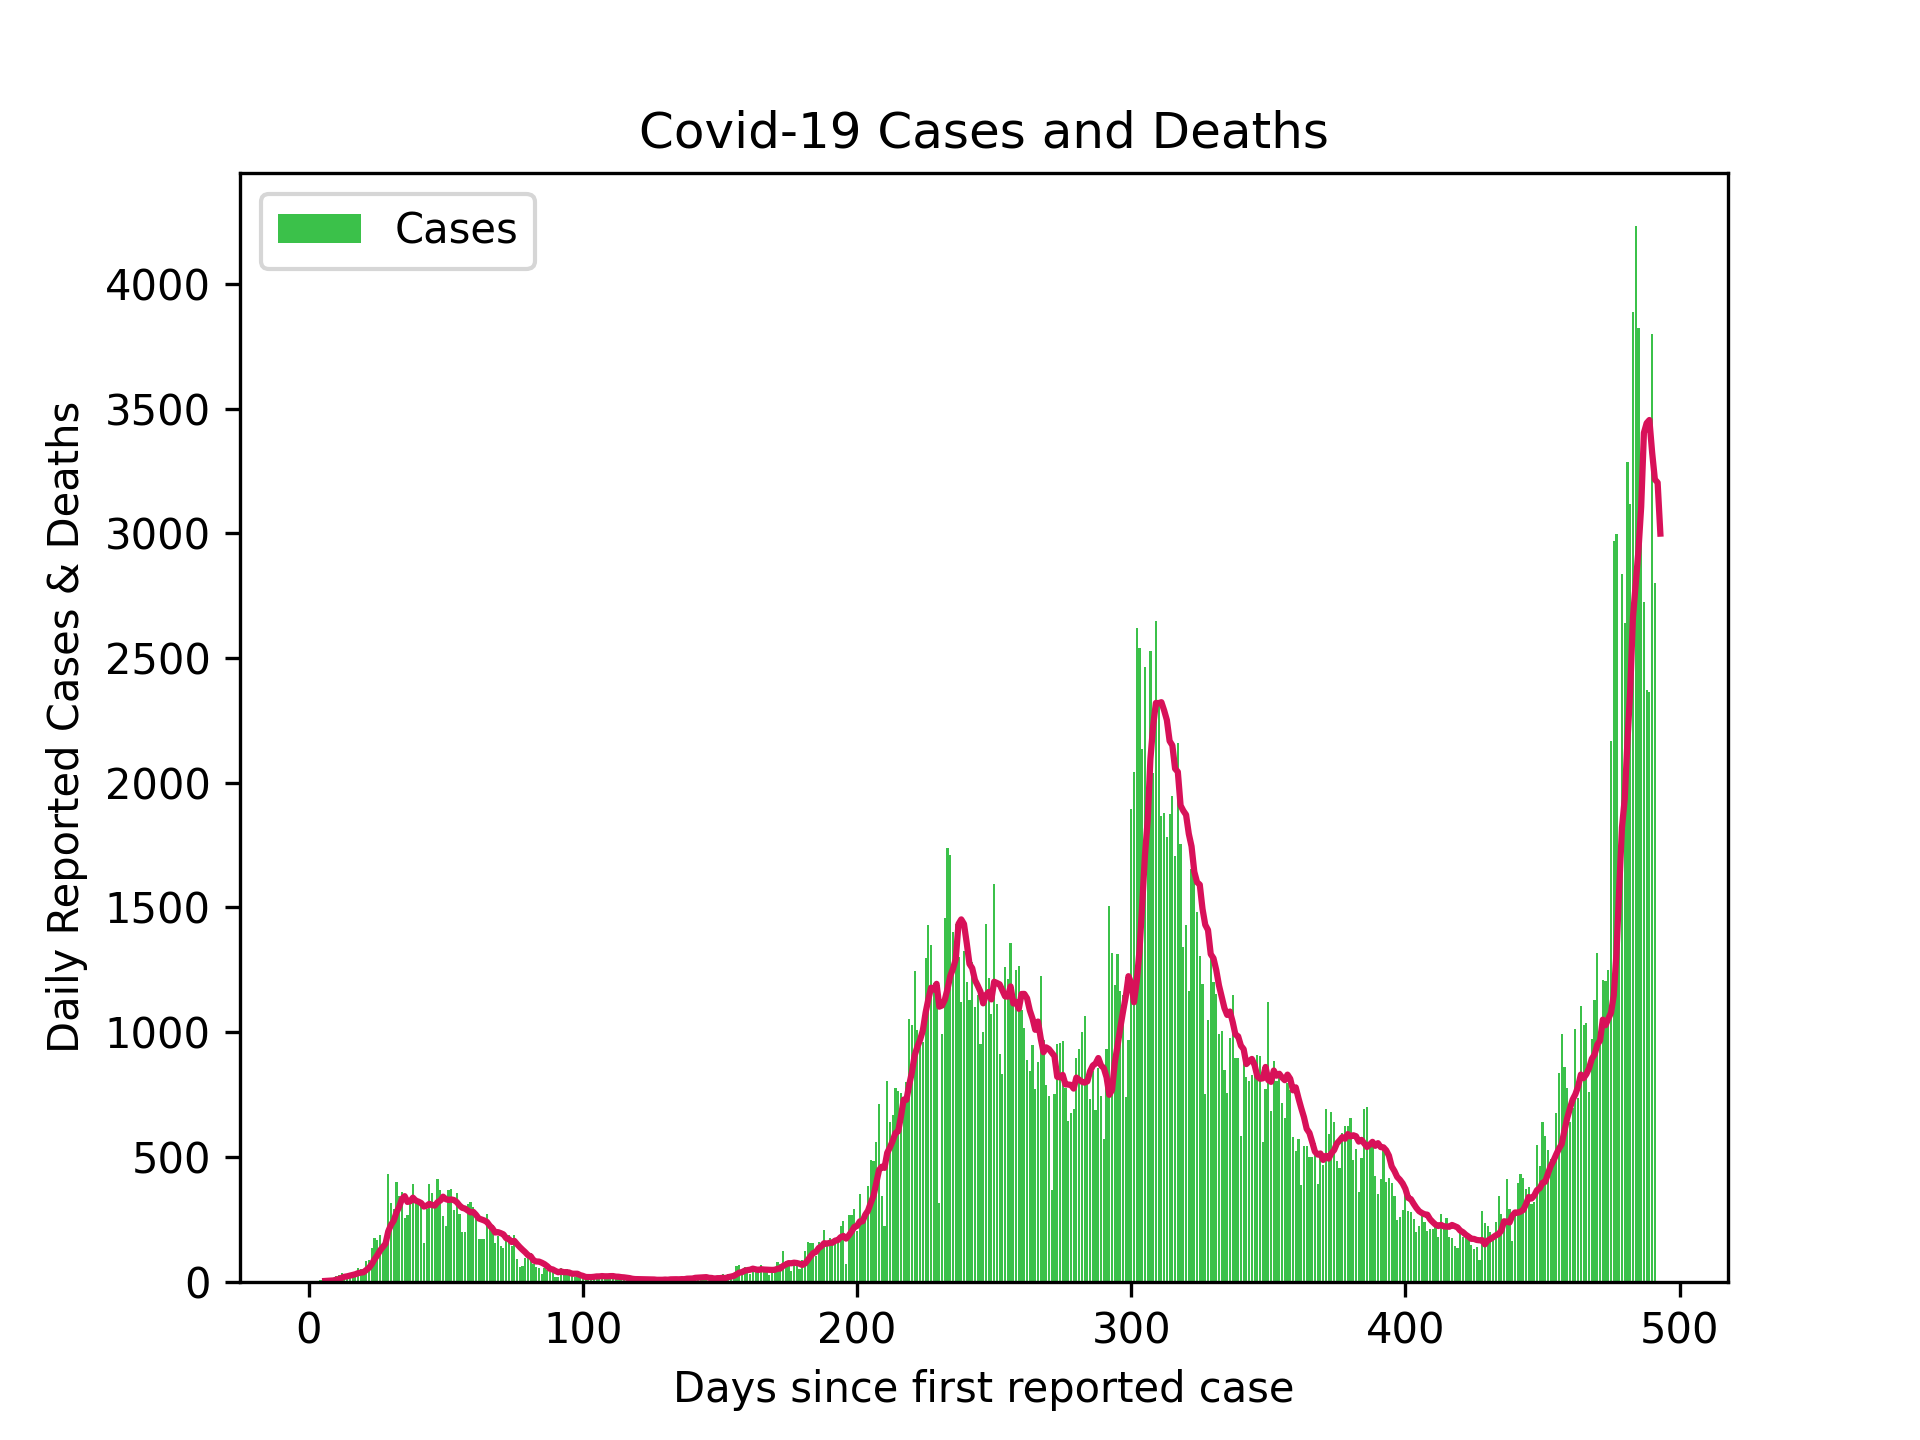 Covid-19 Cases and Deaths
Cases
Daily Reported Cases & Deaths
4000
3500
3000
2500
2000
1500
1000
500
0
0 100 200 300 400 500
Days since first reported case